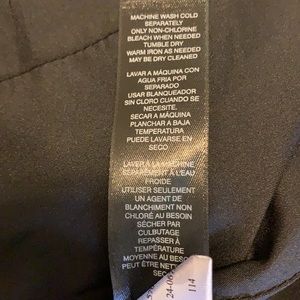 MACHINE WASH COLD
SEPARATELY
ONLY NON-CHLORINE
BLEACH WHEN NEEDED
TUMBLE DRY
WARM IRON AS NEEDED
MAY BE DRY CLEANED
LAVAR A MÁQUINA CON
AGUA FRIA POR
SEPARADO
USAR BLANQUEADOR
SIN CLORO CUANDO SE
NECESITE.
SECAR A MÁQUINA
PLANCHAR A BAJA
TEMPERATURA
PUEDE LAVARSE EN
SECO
LAVER À LA MACHINE
SÉPARÉMENT À L'EAU
FROIDE
UTILISER SEULEMENT
UN AGENT DE
BLANCHIMENT NON
CHLORÉ AU BESOIN
SÉCHER PAR
CULBUTAGE
REPASSER À
TEMPÉRATURE
MOYENNE AU BESOIN
PEUT ÊTRE NETT
114